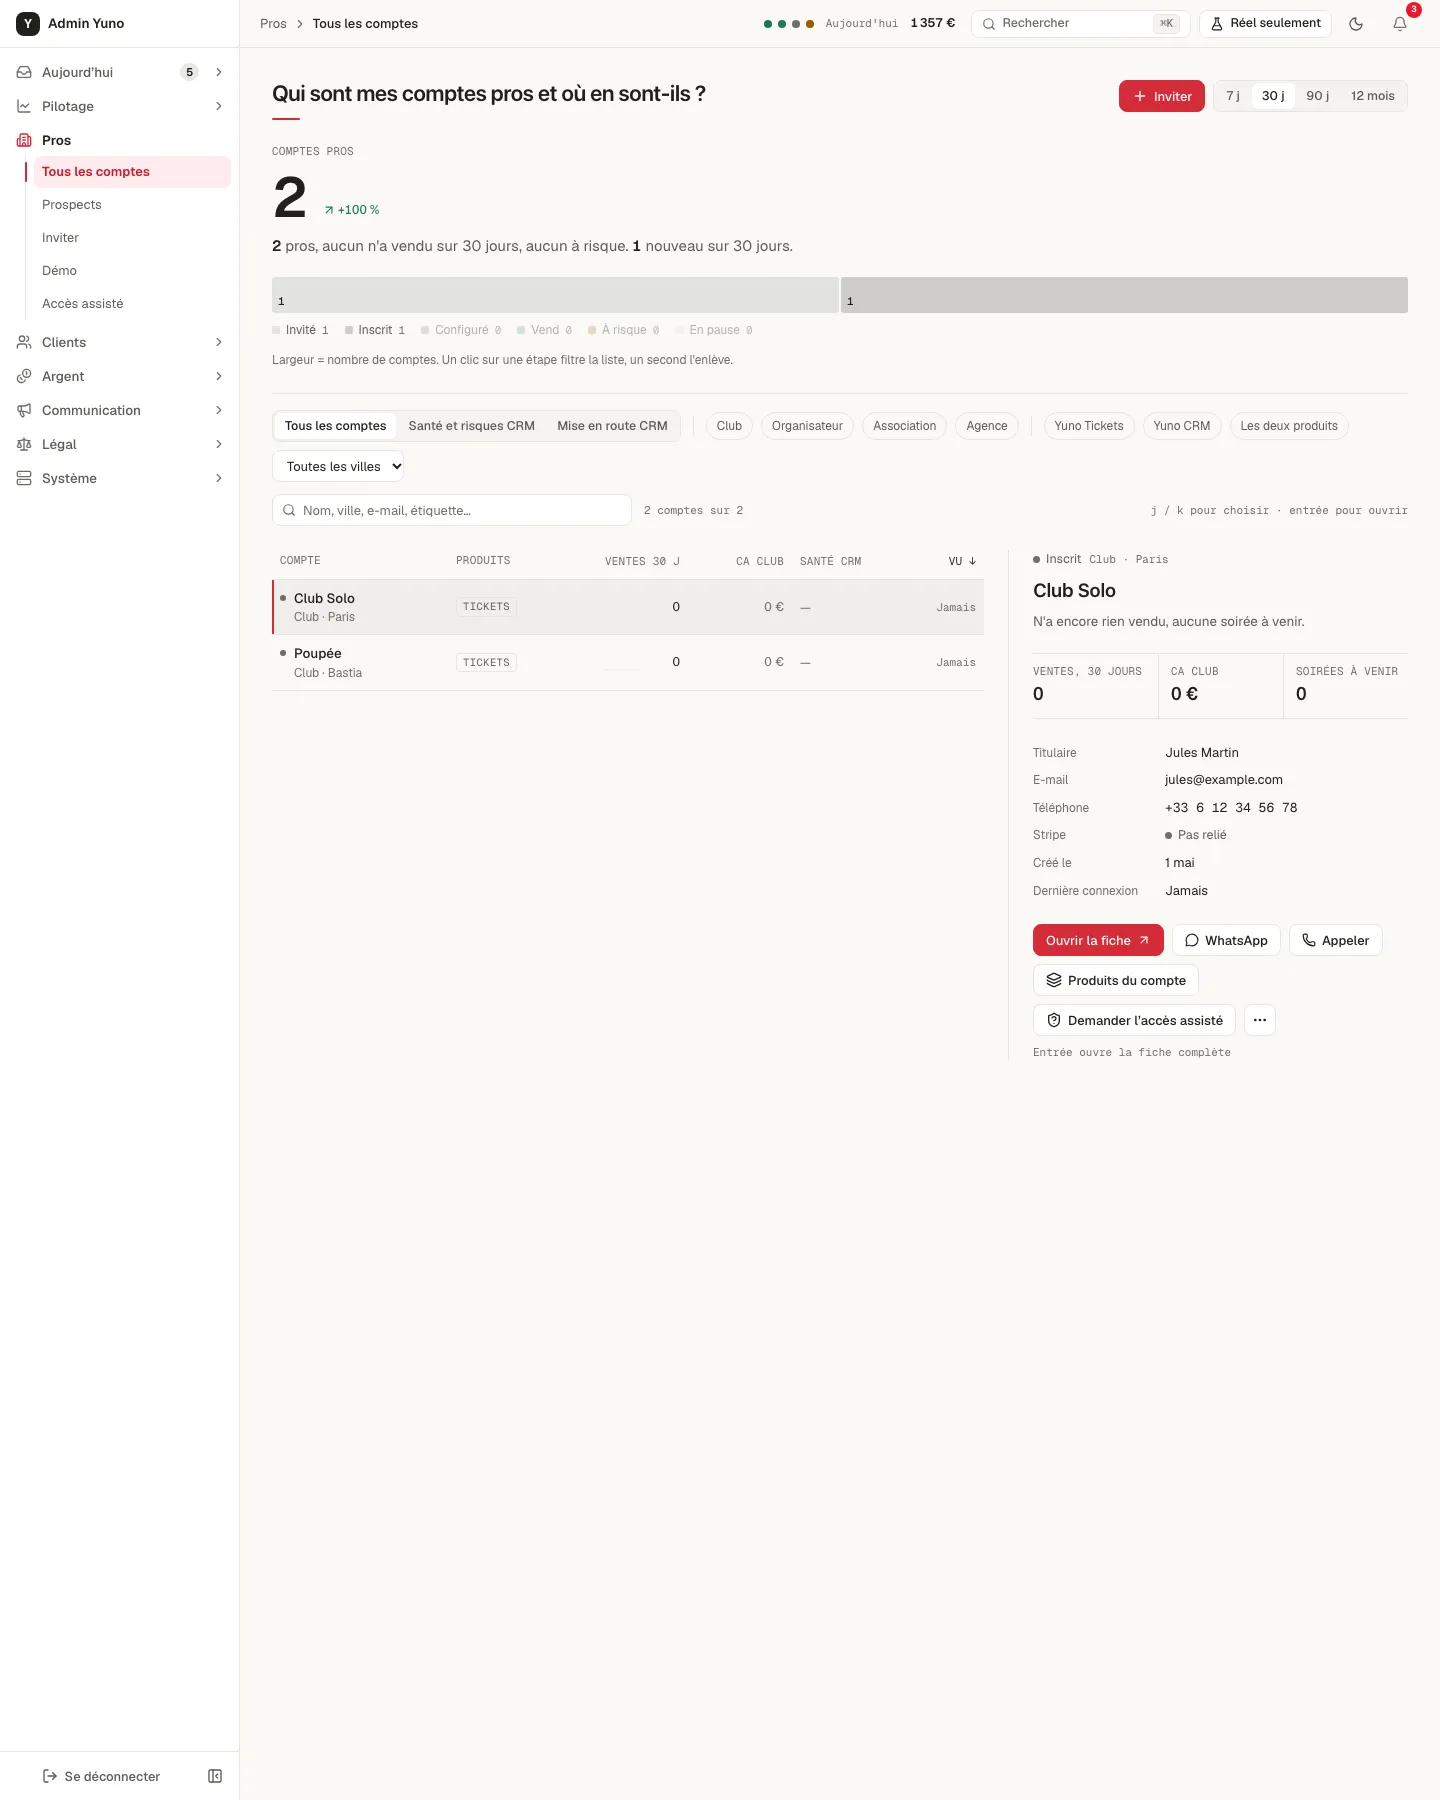 Y Admin Yuno
Pros > Tous les comptes
Aujourd'hui 1 357 €
Rechercher ⌘K
Réel seulement
3
Aujourd'hui 5
Pilotage
Pros
Tous les comptes
Prospects
Inviter
Démo
Accès assisté
Clients
Argent
Communication
Légal
Système
Se déconnecter
Qui sont mes comptes pros et où en sont-ils ?
Inviter
7 j 30 j 90 j 12 mois
COMPTES PROS
2 +100 %
2 pros, aucun n'a vendu sur 30 jours, aucun à risque. 1 nouveau sur 30 jours.
1 1
Invité 1 Inscrit 1 Configuré 0 Vend 0 À risque 0 En pause 0
Largeur = nombre de comptes. Un clic sur une étape filtre la liste, un second l'enlève.
Tous les comptes Santé et risques CRM Mise en route CRM Club Organisateur Association Agence Yuno Tickets Yuno CRM Les deux produits
Toutes les villes
Nom, ville, e-mail, étiquette… 2 comptes sur 2 j / k pour choisir · entrée pour ouvrir
COMPTE PRODUITS VENTES 30 J CA CLUB SANTÉ CRM VU ↓
Club Solo TICKETS 0 0 € — Jamais
Club · Paris
Poupée TICKETS 0 0 € — Jamais
Club · Bastia
Inscrit Club · Paris
Club Solo
N'a encore rien vendu, aucune soirée à venir.
VENTES, 30 JOURS CA CLUB SOIRÉES À VENIR
0 0 € 0
Titulaire Jules Martin
E-mail jules@example.com
Téléphone +33 6 12 34 56 78
Stripe Pas relié
Créé le 1 mai
Dernière connexion Jamais
Ouvrir la fiche WhatsApp Appeler
Produits du compte
Demander l'accès assisté ···
Entrée ouvre la fiche complète